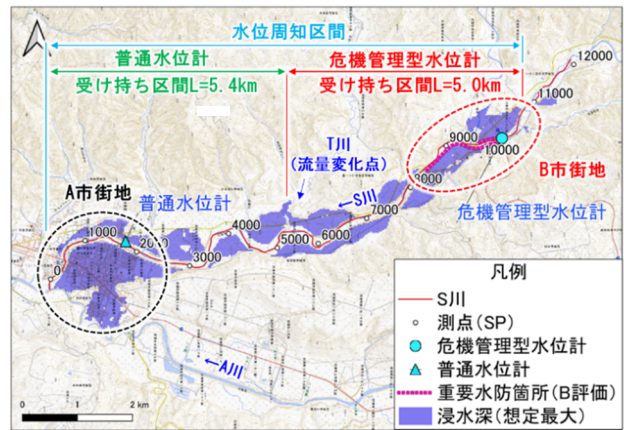 水位周知区間
普通水位計
受け持ち区間L=5.4km
危機管理型水位計
受け持ち区間L=5.0km
12000
11000
T川
(流量変化点)
9000
10000
B市街地
A市街地
普通水位計
S川
8000
危機管理型水位計
7000
1000
2000
4000
5000
6000
3000
0
A川
凡例
S川
測点(SP)
危機管理型水位計
普通水位計
重要水防箇所(B評価)
浸水深(想定最大)
0 1 2 km